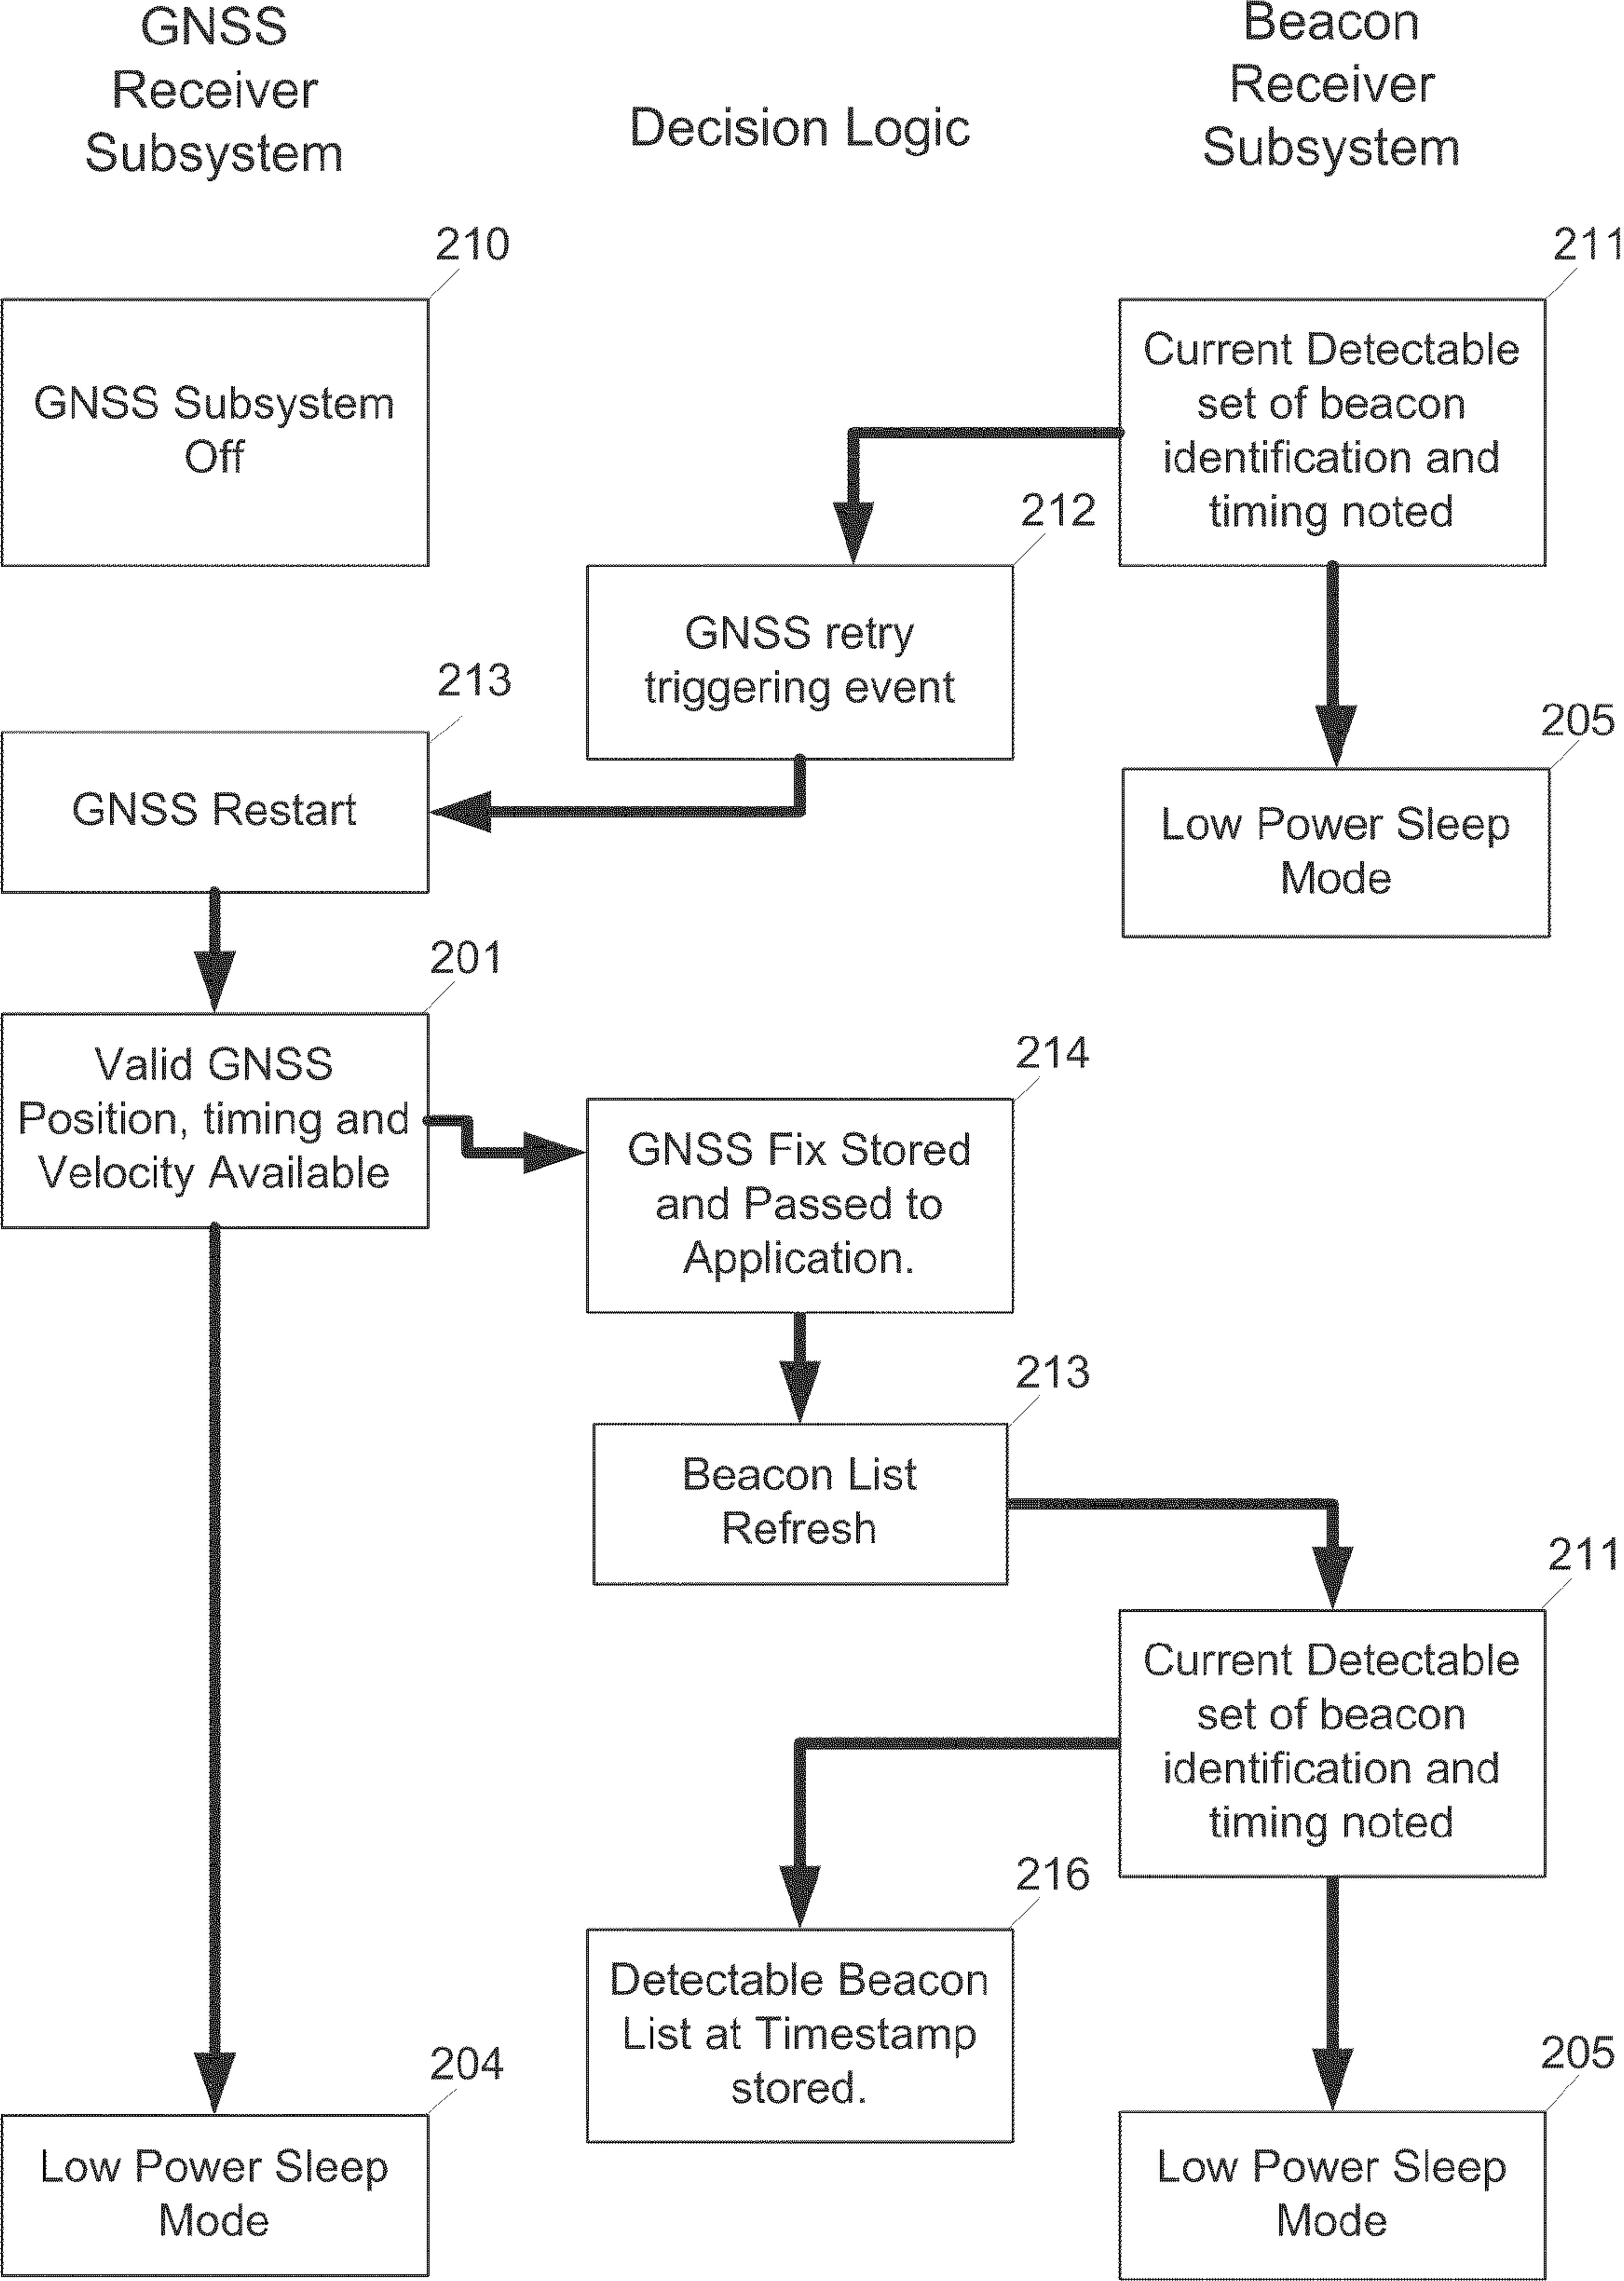 GNSS
Receiver
Subsystem
Decision Logic
Beacon
Receiver
Subsystem
210
GNSS Subsystem
Off
211
Current Detectable
set of beacon
identification and
timing noted
212
GNSS retry
triggering event
213
GNSS Restart
205
Low Power Sleep
Mode
201
Valid GNSS
Position, timing and
Velocity Available
214
GNSS Fix Stored
and Passed to
Application.
213
Beacon List
Refresh
211
Current Detectable
set of beacon
identification and
timing noted
216
Detectable Beacon
List at Timestamp
stored.
204
Low Power Sleep
Mode
205
Low Power Sleep
Mode